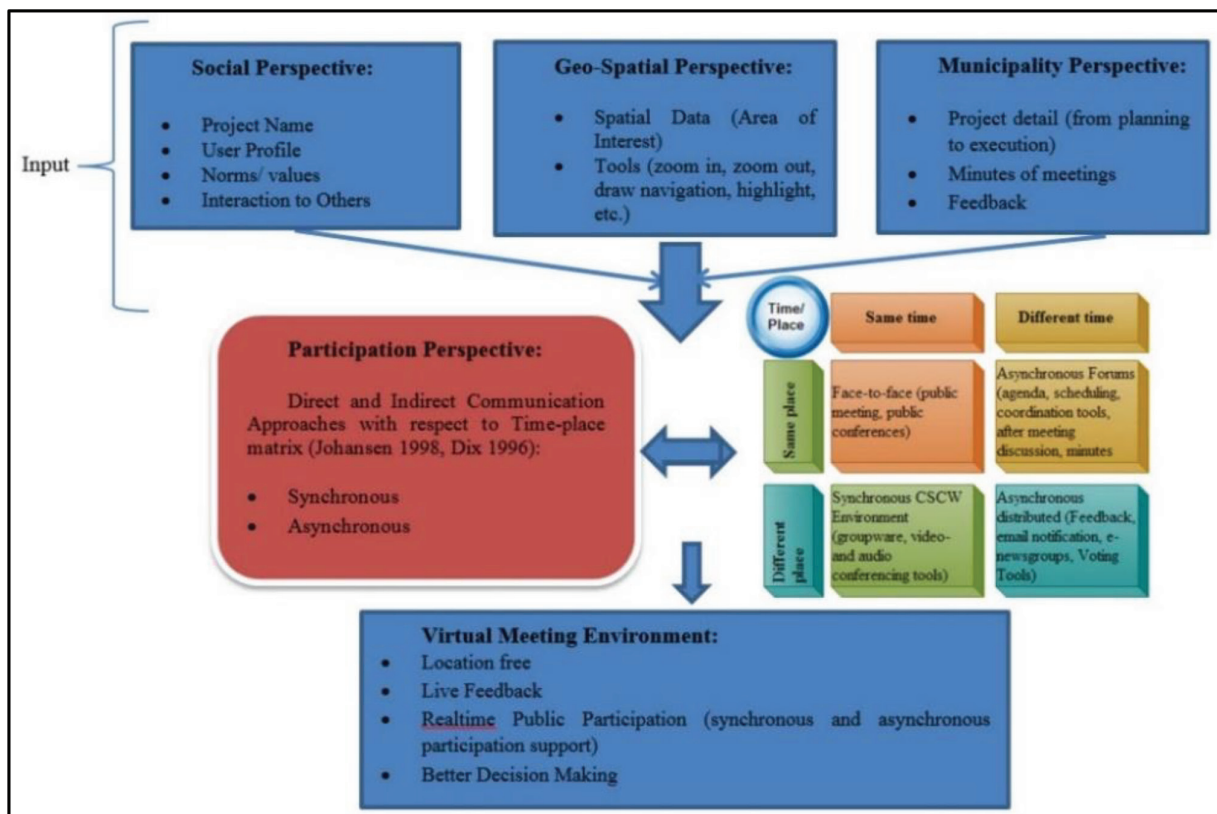 Input
Social Perspective:
• Project Name
• User Profile
• Norms/ values
• Interaction to Others
Geo-Spatial Perspective:
• Spatial Data (Area of
Interest)
• Tools (zoom in, zoom out,
draw navigation, highlight,
etc.)
Municipality Perspective:
• Project detail (from planning
to execution)
• Minutes of meetings
• Feedback
Participation Perspective:
Direct and Indirect Communication
Approaches with respect to Time-place
matrix (Johansen 1998, Dix 1996):
• Synchronous
• Asynchronous
Time/
Place
Same time
Different time
Same place
Face-to-face (public
meeting, public
conferences)
Asynchronous Forums
(agenda, scheduling,
coordination tools,
after meeting
discussion, minutes
Different
place
Synchronous CSCW
Environment
(groupware, video-
and audio
conferencing tools)
Asynchronous
distributed (Feedback,
email notification, e-
newsgroups, Voting
Tools)
Virtual Meeting Environment:
• Location free
• Live Feedback
• Realtime Public Participation (synchronous and asynchronous
participation support)
• Better Decision Making